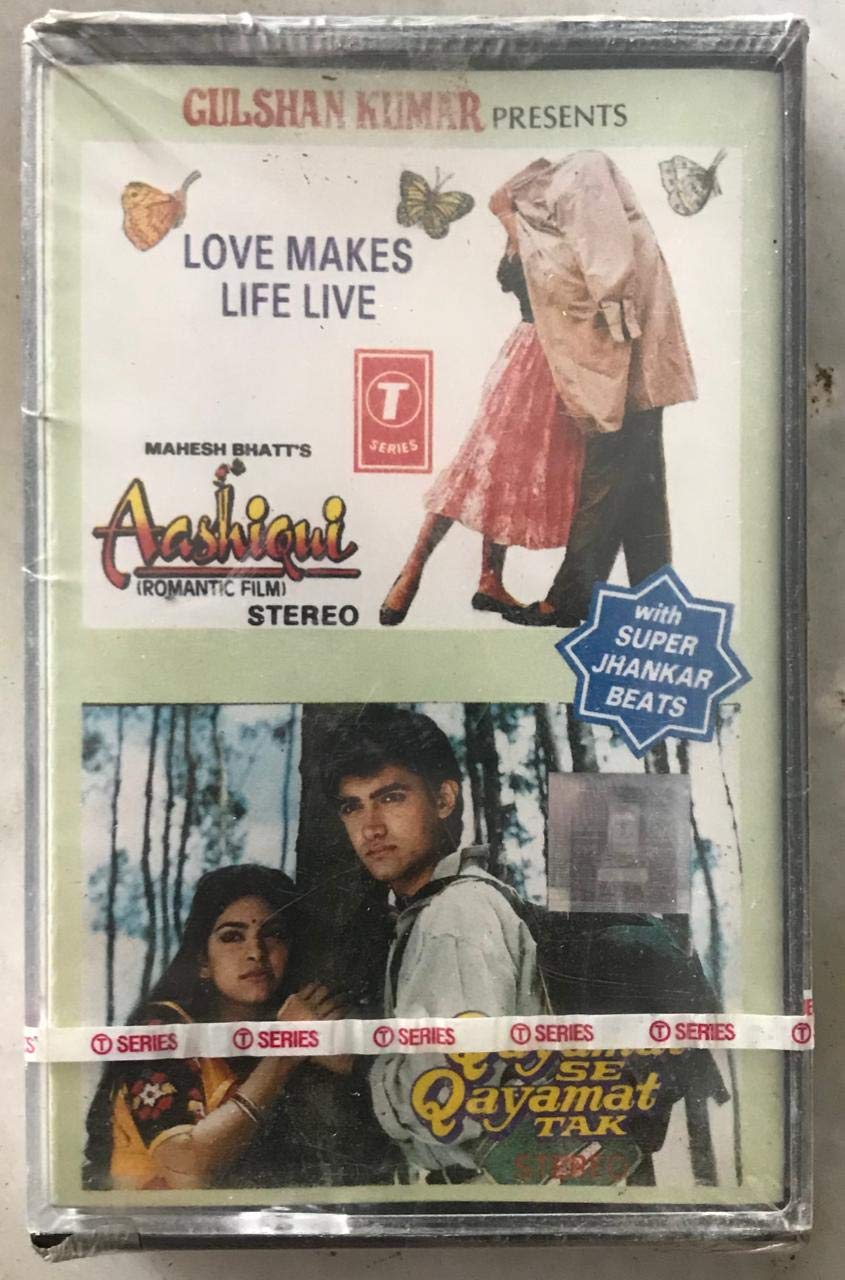 GULSHAN KUMAR PRESENTS
LOVE MAKES
LIFE LIVE
T
SERIES
MAHESH BHATT'S
Aashiqui
(ROMANTIC FILM)
STEREO
with
SUPER
JHANKAR
BEATS
T SERIES T SERIES T SERIES T SERIES T SERIES T
Qayamat
SE
Qayamat
TAK
STEREO